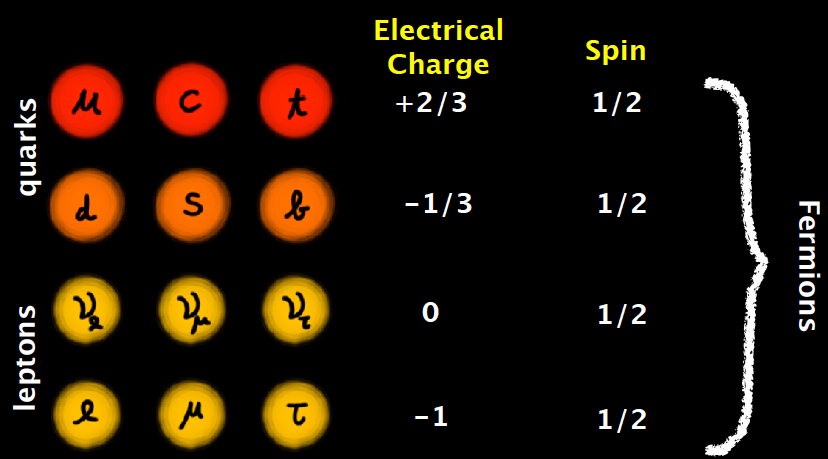 Electrical
Charge
Spin
quarks
u c t +2/3 1/2
d s b -1/3 1/2
leptons
νe νμ ντ 0 1/2
e μ τ -1 1/2
Fermions